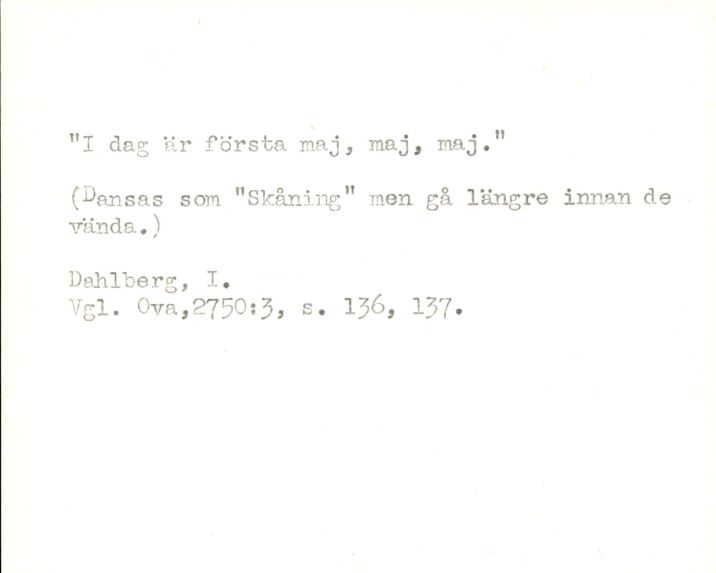 "I dag är första maj, maj, maj."
(Dansas som "Skåning" men gå längre innan de
vända.)
Dahlberg, I.
Vgl. Ova,2750:3, s. 136, 137.